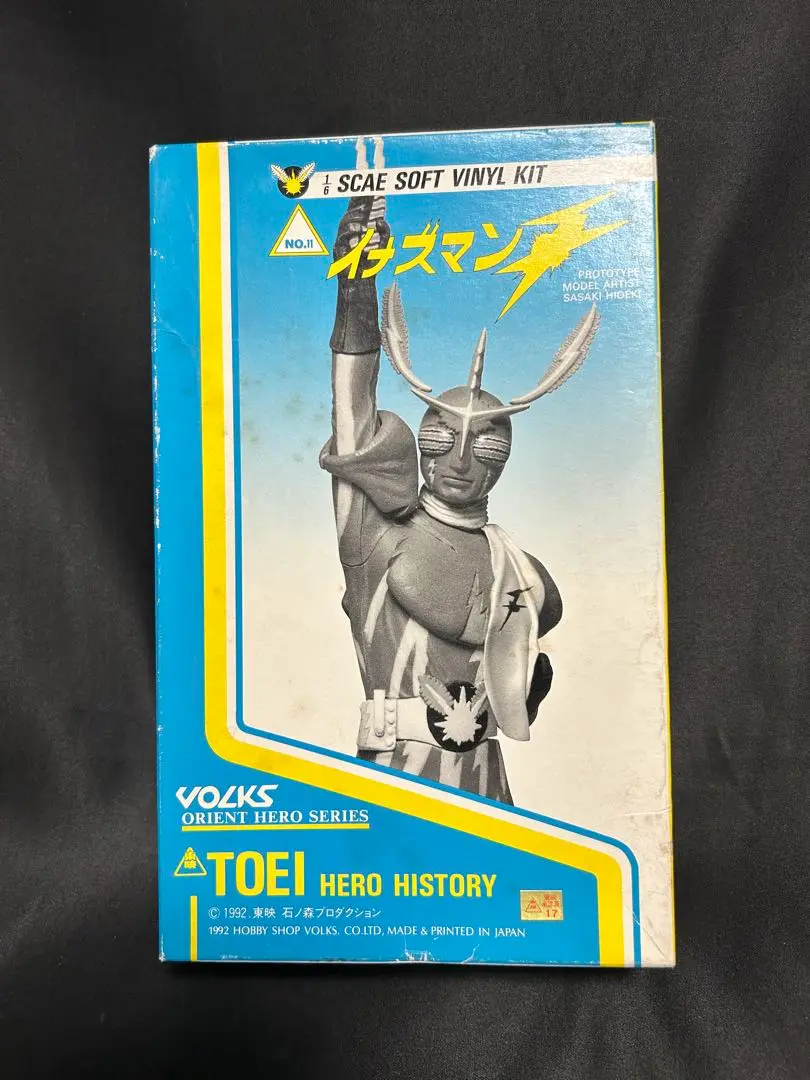 1/6 SCAE SOFT VINYL KIT
NO.11
イナズマン
PROTOTYPE
MODEL ARTIST
SASAKI HIDEKI
VOLKS
ORIENT HERO SERIES
東映 TOEI HERO HISTORY
© 1992. 東映 石ノ森プロダクション
1992 HOBBY SHOP VOLKS. CO.LTD, MADE & PRINTED IN JAPAN
17